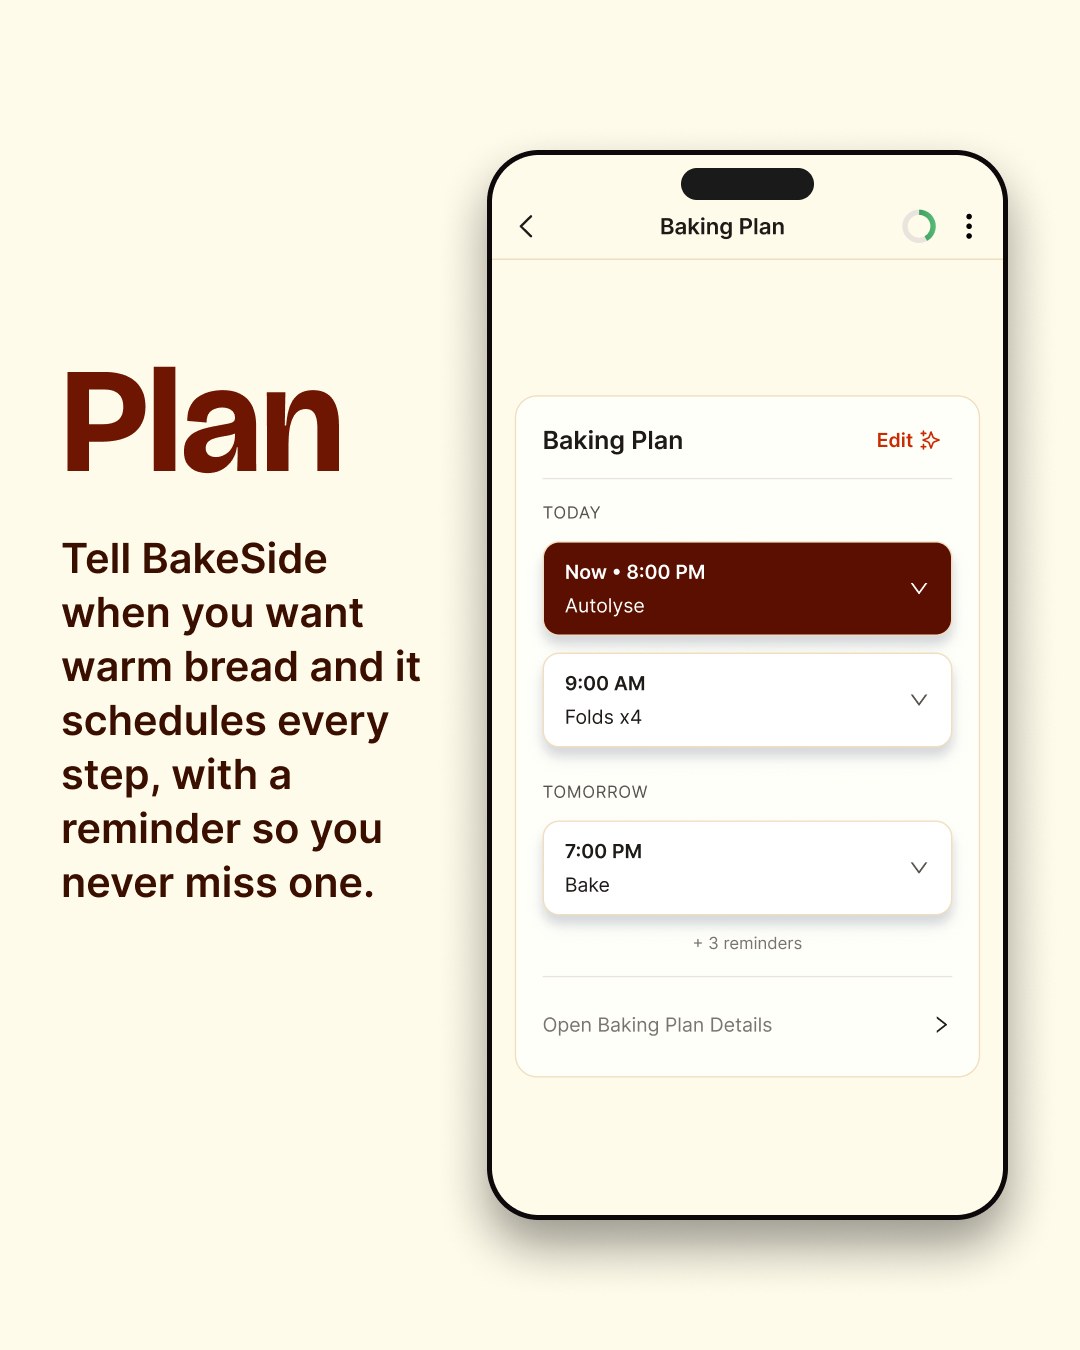 Plan
Tell BakeSide
when you want
warm bread and it
schedules every
step, with a
reminder so you
never miss one.
Baking Plan
Baking Plan
Edit
TODAY
Now • 8:00 PM
Autolyse
9:00 AM
Folds x4
TOMORROW
7:00 PM
Bake
+ 3 reminders
Open Baking Plan Details